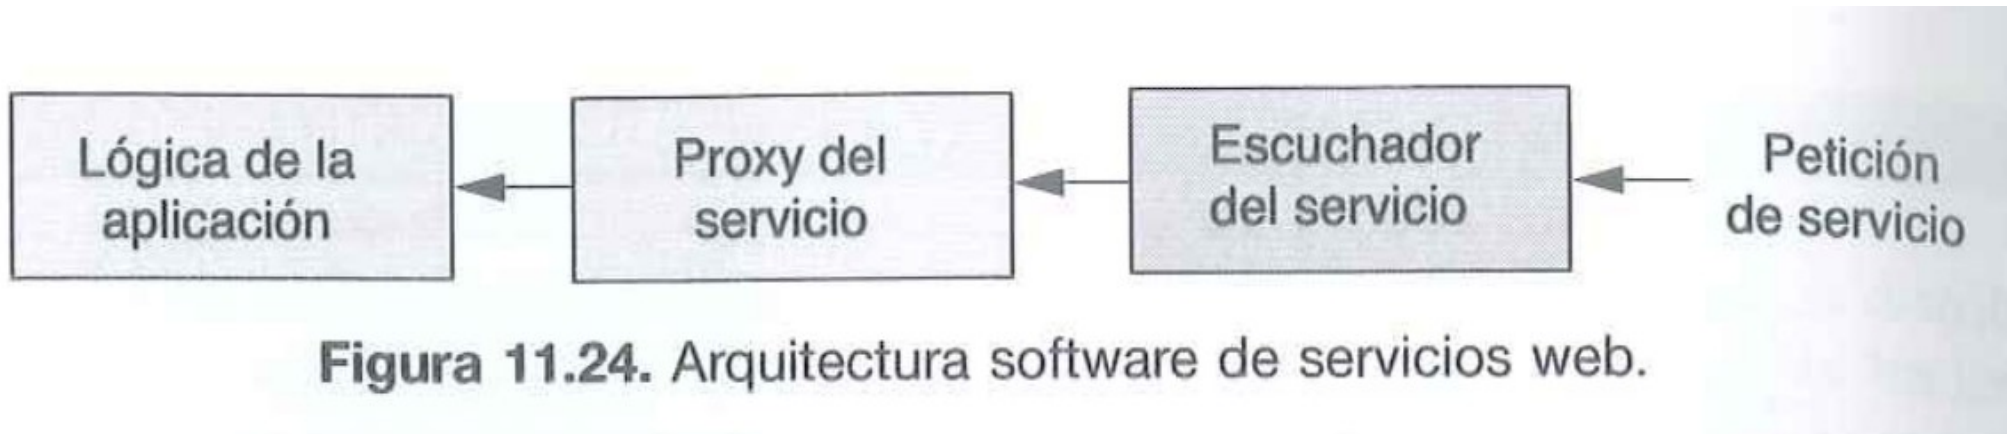 Lógica de la
aplicación
Proxy del
servicio
Escuchador
del servicio
Petición
de servicio
Figura 11.24. Arquitectura software de servicios web.